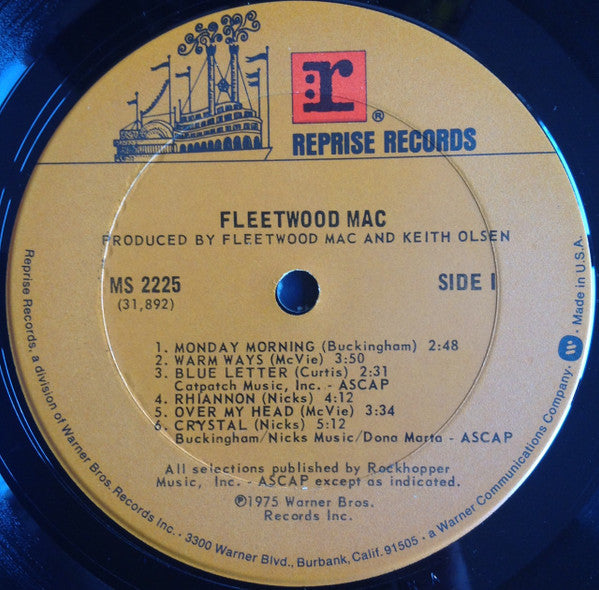 r
®
REPRISE RECORDS
FLEETWOOD MAC
PRODUCED BY FLEETWOOD MAC AND KEITH OLSEN
MS 2225
SIDE I
(31,892)
1. MONDAY MORNING (Buckingham) 2:48
2. WARM WAYS (McVie) 3:50
3. BLUE LETTER (Curtis) 2:31
Catpatch Music, Inc. - ASCAP
4. RHIANNON (Nicks) 4:12
5. OVER MY HEAD (McVie) 3:34
6. CRYSTAL (Nicks) 5:12
Buckingham/Nicks Music/Dona Marta - ASCAP
All selections published by Rockhopper
Music, Inc. - ASCAP except as indicated.
℗1975 Warner Bros.
Records Inc.
Reprise Records, a division of Warner Bros. Records Inc. • 3300 Warner Blvd., Burbank, Calif. 91505 • a Warner Communications Company • W • Made in U.S.A.